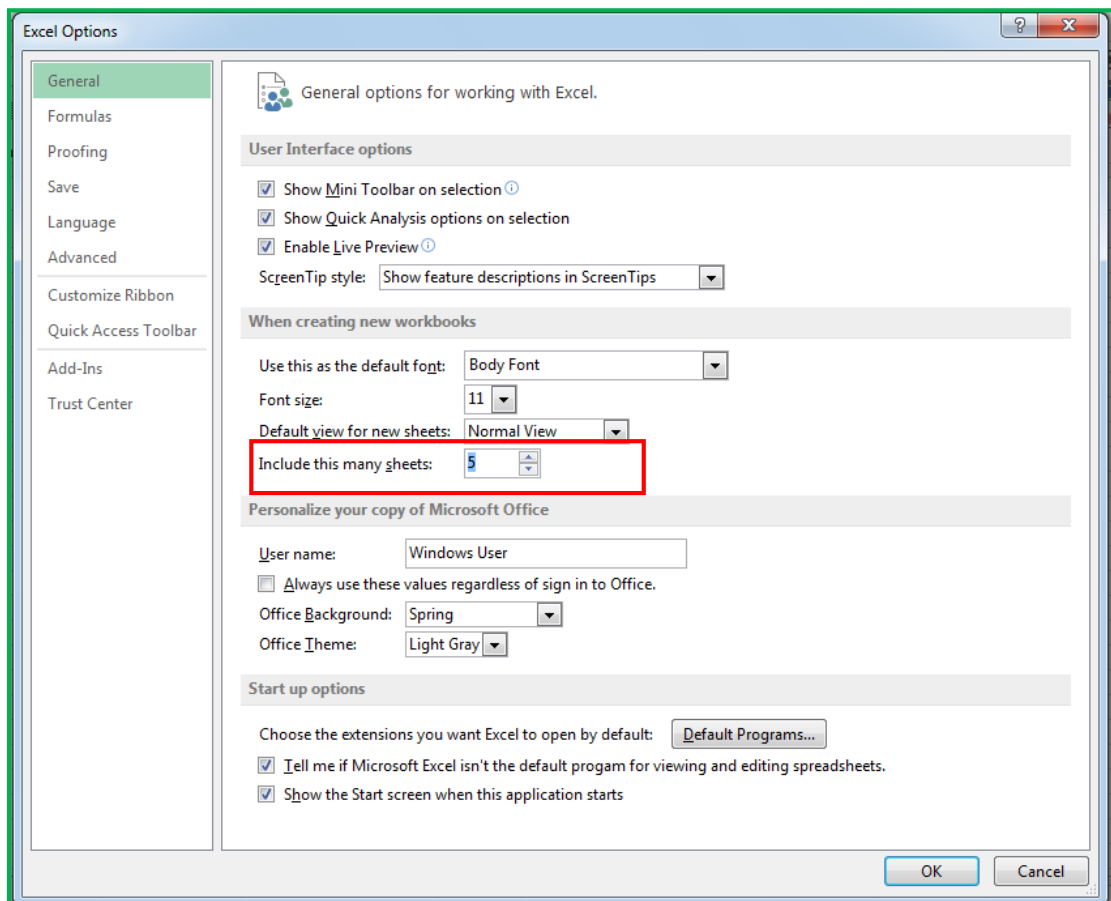 Excel Options
General
Formulas
Proofing
Save
Language
Advanced
Customize Ribbon
Quick Access Toolbar
Add-Ins
Trust Center
General options for working with Excel.
User Interface options
Show Mini Toolbar on selection
Show Quick Analysis options on selection
Enable Live Preview
ScreenTip style: Show feature descriptions in ScreenTips
When creating new workbooks
Use this as the default font: Body Font
Font size: 11
Default view for new sheets: Normal View
Include this many sheets: 5
Personalize your copy of Microsoft Office
User name: Windows User
Always use these values regardless of sign in to Office.
Office Background: Spring
Office Theme: Light Gray
Start up options
Choose the extensions you want Excel to open by default: Default Programs...
Tell me if Microsoft Excel isn't the default progam for viewing and editing spreadsheets.
Show the Start screen when this application starts
OK Cancel